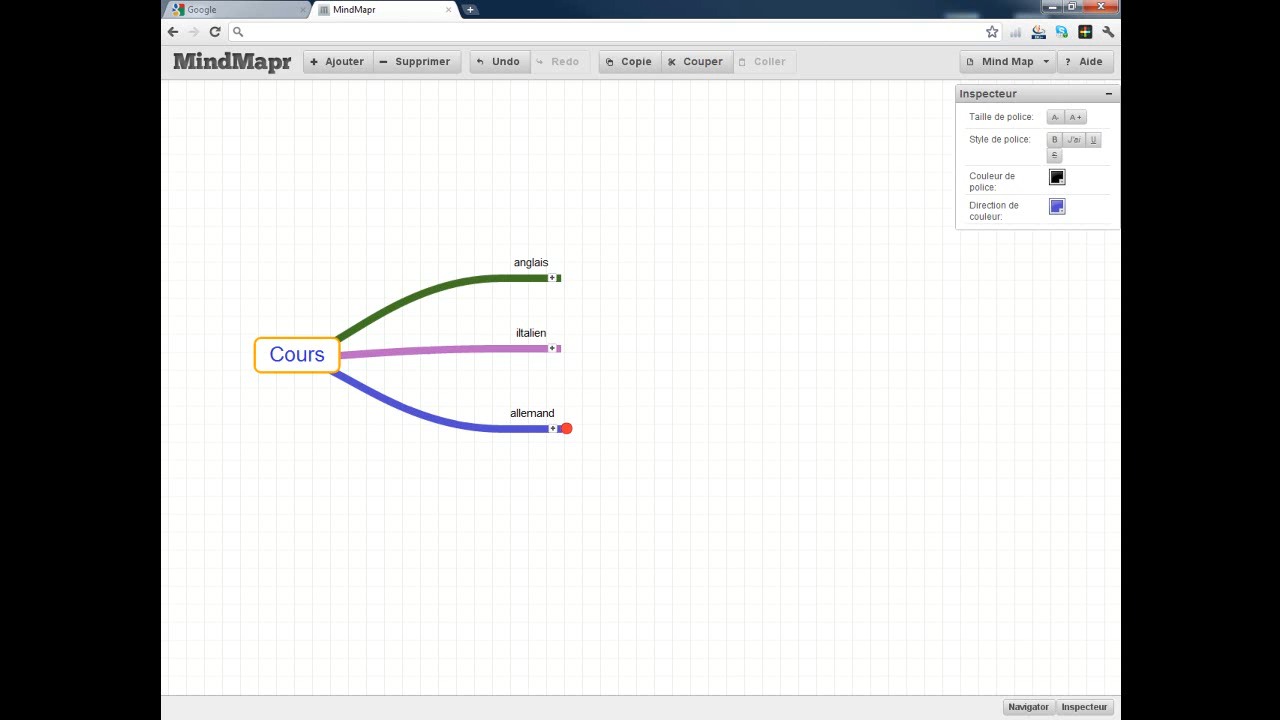 Google
MindMapr
MindMapr
Ajouter
Supprimer
Undo
Redo
Copie
Couper
Coller
Mind Map
? Aide
Inspecteur
Taille de police:
A-
A+
Style de police:
B
J'ai
U
S
Couleur de
police:
Direction de
couleur:
anglais
iltalien
Cours
allemand
Navigator
Inspecteur